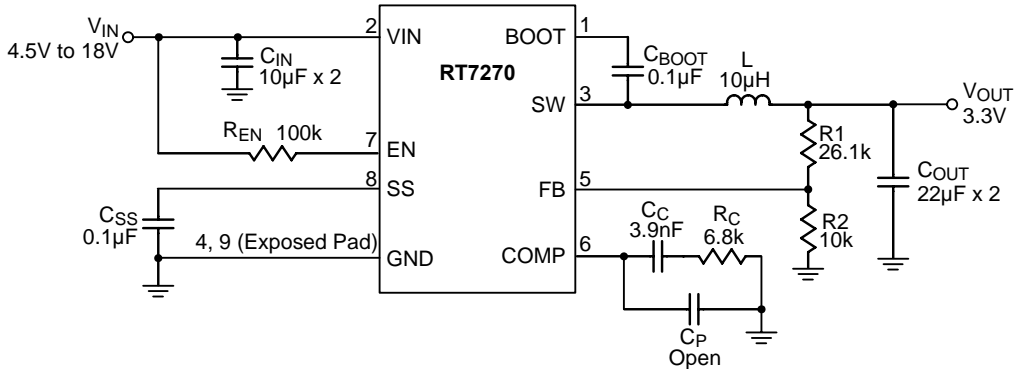 VIN
4.5V to 18V
CIN
10µF x 2
REN 100k
CSS
0.1µF
4, 9 (Exposed Pad)
2
7
8
VIN
EN
SS
GND
RT7270
BOOT
SW
FB
COMP
1
3
5
6
CBOOT
0.1µF
L
10µH
VOUT
3.3V
R1
26.1k
COUT
22µF x 2
R2
10k
CC
3.9nF
RC
6.8k
CP
Open